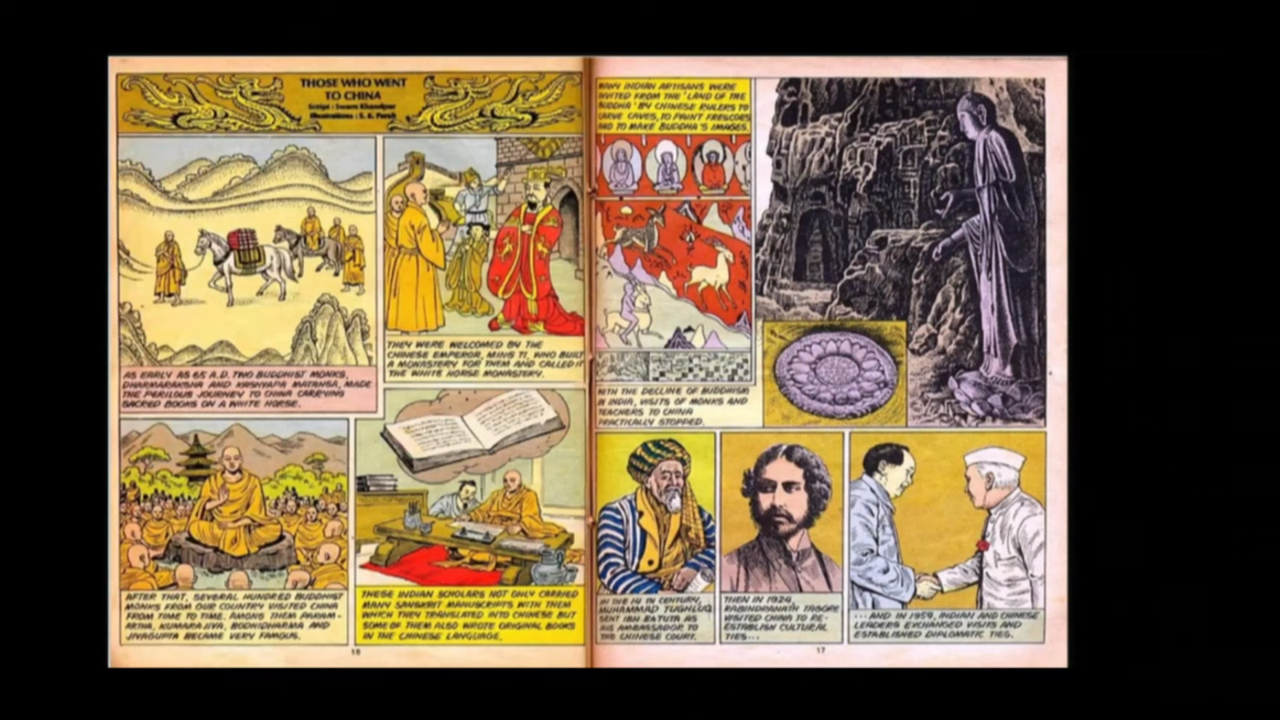 THOSE WHO WENT
TO CHINA
Script : Swarn Khandpur
Illustrations : S. K. Parab
AS EARLY AS 65 A.D. TWO BUDDHIST MONKS,
DHARMARAKSHA AND KASHYAPA MATANGA, MADE
THE PERILOUS JOURNEY TO CHINA CARRYING
SACRED BOOKS ON A WHITE HORSE.
THEY WERE WELCOMED BY THE
CHINESE EMPEROR, MING TI, WHO BUILT
A MONASTERY FOR THEM AND CALLED IT
THE WHITE HORSE MONASTERY.
AFTER THAT, SEVERAL HUNDRED BUDDHIST
MONKS FROM OUR COUNTRY VISITED CHINA
FROM TIME TO TIME. AMONG THEM PARAM-
ARTHA, KUMARAJIVA, BODHIDHARMA AND
JIVAGUPTA BECAME VERY FAMOUS.
THESE INDIAN SCHOLARS NOT ONLY CARRIED
MANY SANSKRIT MANUSCRIPTS WITH THEM
WHICH THEY TRANSLATED INTO CHINESE BUT
SOME OF THEM ALSO WROTE ORIGINAL BOOKS
IN THE CHINESE LANGUAGE.
16
MANY INDIAN ARTISANS WERE
INVITED FROM THE 'LAND OF THE
BUDDHA' BY CHINESE RULERS TO
CARVE CAVES, TO PAINT FRESCOES
AND TO MAKE BUDDHA'S IMAGES.
WITH THE DECLINE OF BUDDHISM
IN INDIA, VISITS OF MONKS AND
TEACHERS TO CHINA
PRACTICALLY STOPPED.
IN THE 14 TH CENTURY,
MUHAMMAD TUGHLUQ
SENT IBN BATUTA AS
HIS AMBASSADOR TO
THE CHINESE COURT.
THEN IN 1924,
RABINDRANATH TAGORE
VISITED CHINA TO RE-
ESTABLISH CULTURAL
TIES...
...AND IN 1954, INDIAN AND CHINESE
LEADERS EXCHANGED VISITS AND
ESTABLISHED DIPLOMATIC TIES.
17